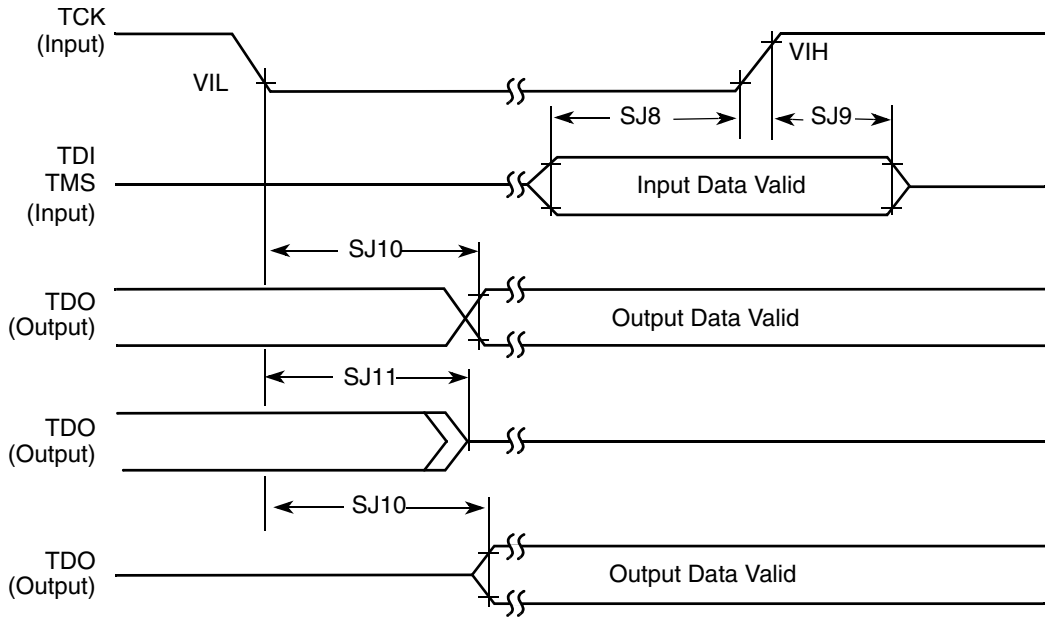 TCK
(Input)
VIL
VIH
SJ8
SJ9
TDI
TMS
(Input)
Input Data Valid
SJ10
TDO
(Output)
Output Data Valid
SJ11
TDO
(Output)
SJ10
TDO
(Output)
Output Data Valid